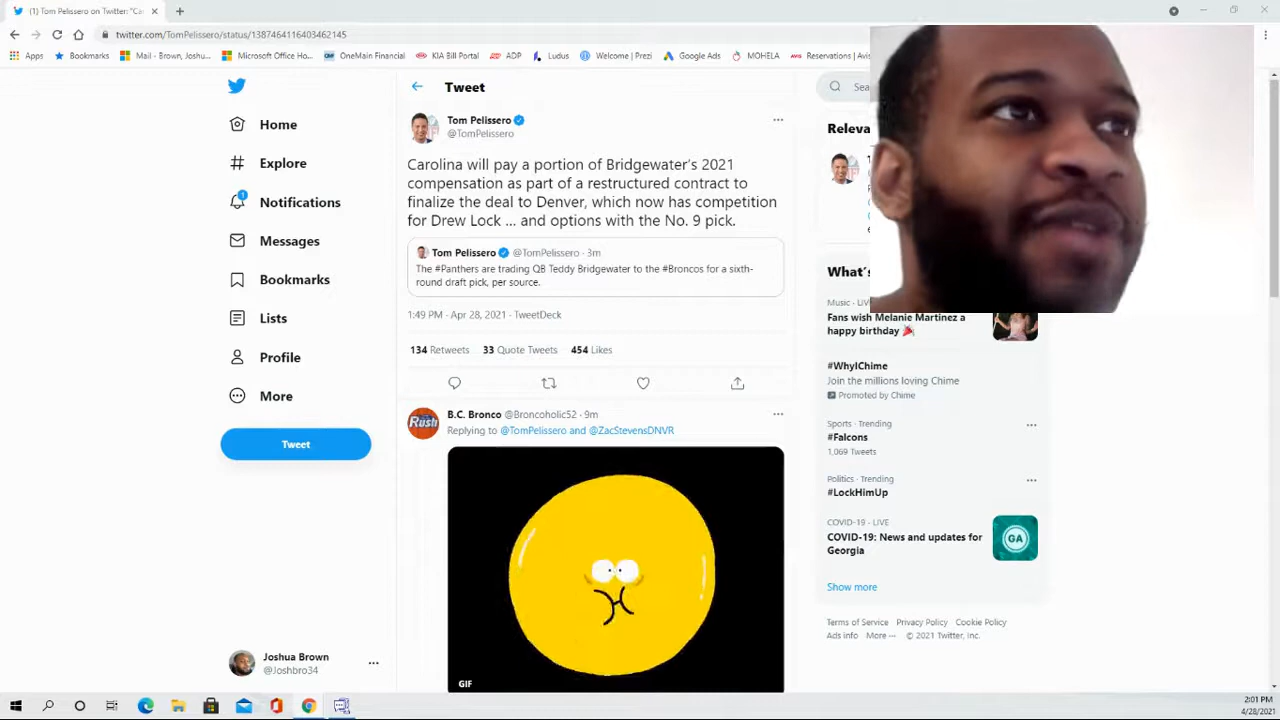 (1) Tom Pelissero on Twitter: "Ca
twitter.com/TomPelissero/status/1387464116403462145
Apps
Bookmarks
Mail - Brown, Joshu...
Microsoft Office Ho...
OneMain Financial
KIA Bill Portal
ADP
Ludus
Welcome | Prezi
Google Ads
MOHELA
Reservations | Avis
Home
Explore
1
Notifications
Messages
Bookmarks
Lists
Profile
More
Tweet
Joshua Brown
@Joshbro34
Tweet
Tom Pelissero
@TomPelissero
Carolina will pay a portion of Bridgewater's 2021
compensation as part of a restructured contract to
finalize the deal to Denver, which now has competition
for Drew Lock ... and options with the No. 9 pick.
Tom Pelissero @TomPelissero · 3m
The #Panthers are trading QB Teddy Bridgewater to the #Broncos for a sixth-
round draft pick, per source.
1:49 PM · Apr 28, 2021 · TweetDeck
134 Retweets 33 Quote Tweets 454 Likes
Rush
B.C. Bronco @Broncoholic52 · 9m
Replying to @TomPelissero and @ZacStevensDNVR
GIF
Sea
Releva
What's
Music · LIV
Fans wish Melanie Martinez a
happy birthday
#WhyIChime
Join the millions loving Chime
Promoted by Chime
Sports · Trending
#Falcons
1,069 Tweets
Politics · Trending
#LockHimUp
COVID-19 · LIVE
COVID-19: News and updates for
Georgia
GA
Show more
Terms of Service Privacy Policy Cookie Policy
Ads info More ··· © 2021 Twitter, Inc.
2:01 PM
4/28/2021